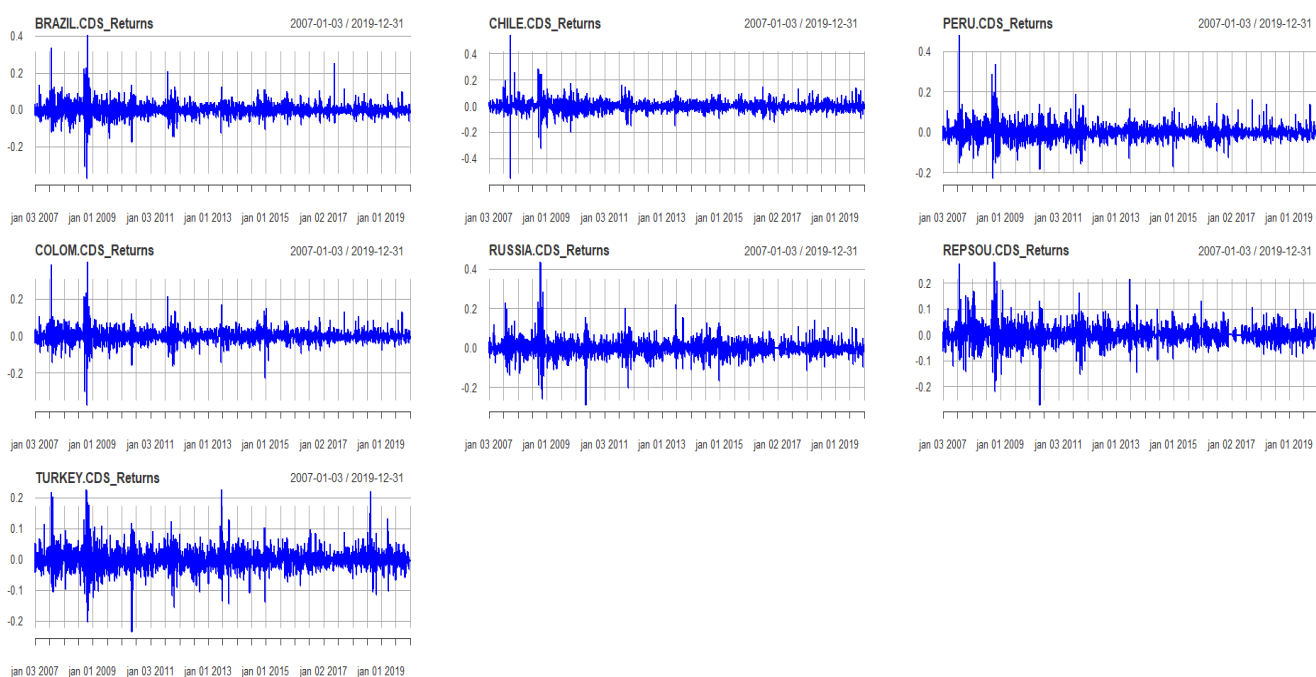 BRAZIL.CDS_Returns 2007-01-03 / 2019-12-31
0.4
0.2
0.0
-0.2
jan 03 2007 jan 01 2009 jan 03 2011 jan 01 2013 jan 01 2015 jan 02 2017 jan 01 2019
CHILE.CDS_Returns 2007-01-03 / 2019-12-31
0.4
0.2
0.0
-0.2
-0.4
jan 03 2007 jan 01 2009 jan 03 2011 jan 01 2013 jan 01 2015 jan 02 2017 jan 01 2019
PERU.CDS_Returns 2007-01-03 / 2019-12-31
0.4
0.2
0.0
-0.2
jan 03 2007 jan 01 2009 jan 03 2011 jan 01 2013 jan 01 2015 jan 02 2017 jan 01 2019
COLOM.CDS_Returns 2007-01-03 / 2019-12-31
0.2
0.0
-0.2
jan 03 2007 jan 01 2009 jan 03 2011 jan 01 2013 jan 01 2015 jan 02 2017 jan 01 2019
RUSSIA.CDS_Returns 2007-01-03 / 2019-12-31
0.4
0.2
0.0
-0.2
jan 03 2007 jan 01 2009 jan 03 2011 jan 01 2013 jan 01 2015 jan 02 2017 jan 01 2019
REPSOU.CDS_Returns 2007-01-03 / 2019-12-31
0.2
0.1
0.0
-0.1
-0.2
jan 03 2007 jan 01 2009 jan 03 2011 jan 01 2013 jan 01 2015 jan 02 2017 jan 01 2019
TURKEY.CDS_Returns 2007-01-03 / 2019-12-31
0.2
0.1
0.0
-0.1
-0.2
jan 03 2007 jan 01 2009 jan 03 2011 jan 01 2013 jan 01 2015 jan 02 2017 jan 01 2019